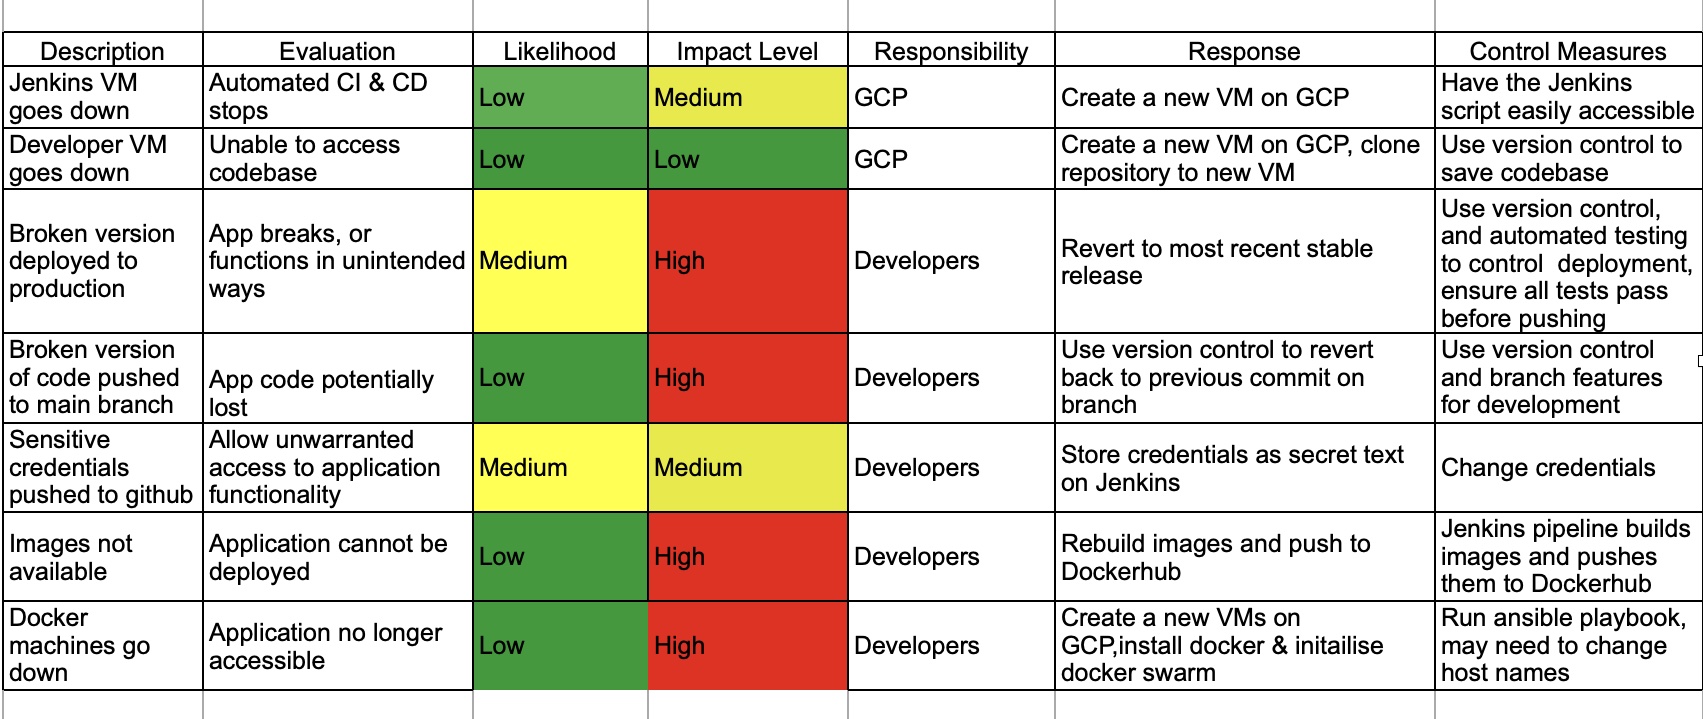 Description Evaluation Likelihood Impact Level Responsibility Response Control Measures
Jenkins VM
goes down
Automated CI & CD
stops
Low
Medium
GCP
Create a new VM on GCP
Have the Jenkins
script easily accessible
Developer VM
goes down
Unable to access
codebase
Low
Low
GCP
Create a new VM on GCP, clone
repository to new VM
Use version control to
save codebase
Broken version
deployed to
production
App breaks, or
functions in unintended
ways
Medium
High
Developers
Revert to most recent stable
release
Use version control,
and automated testing
to control  deployment,
ensure all tests pass
before pushing
Broken version
of code pushed
to main branch
App code potentially
lost
Low
High
Developers
Use version control to revert
back to previous commit on
branch
Use version control
and branch features
for development
Sensitive
credentials
pushed to github
Allow unwarranted
access to application
functionality
Medium
Medium
Developers
Store credentials as secret text
on Jenkins
Change credentials
Images not
available
Application cannot be
deployed
Low
High
Developers
Rebuild images and push to
Dockerhub
Jenkins pipeline builds
images and pushes
them to Dockerhub
Docker
machines go
down
Application no longer
accessible
Low
High
Developers
Create a new VMs on
GCP,install docker & initailise
docker swarm
Run ansible playbook,
may need to change
host names